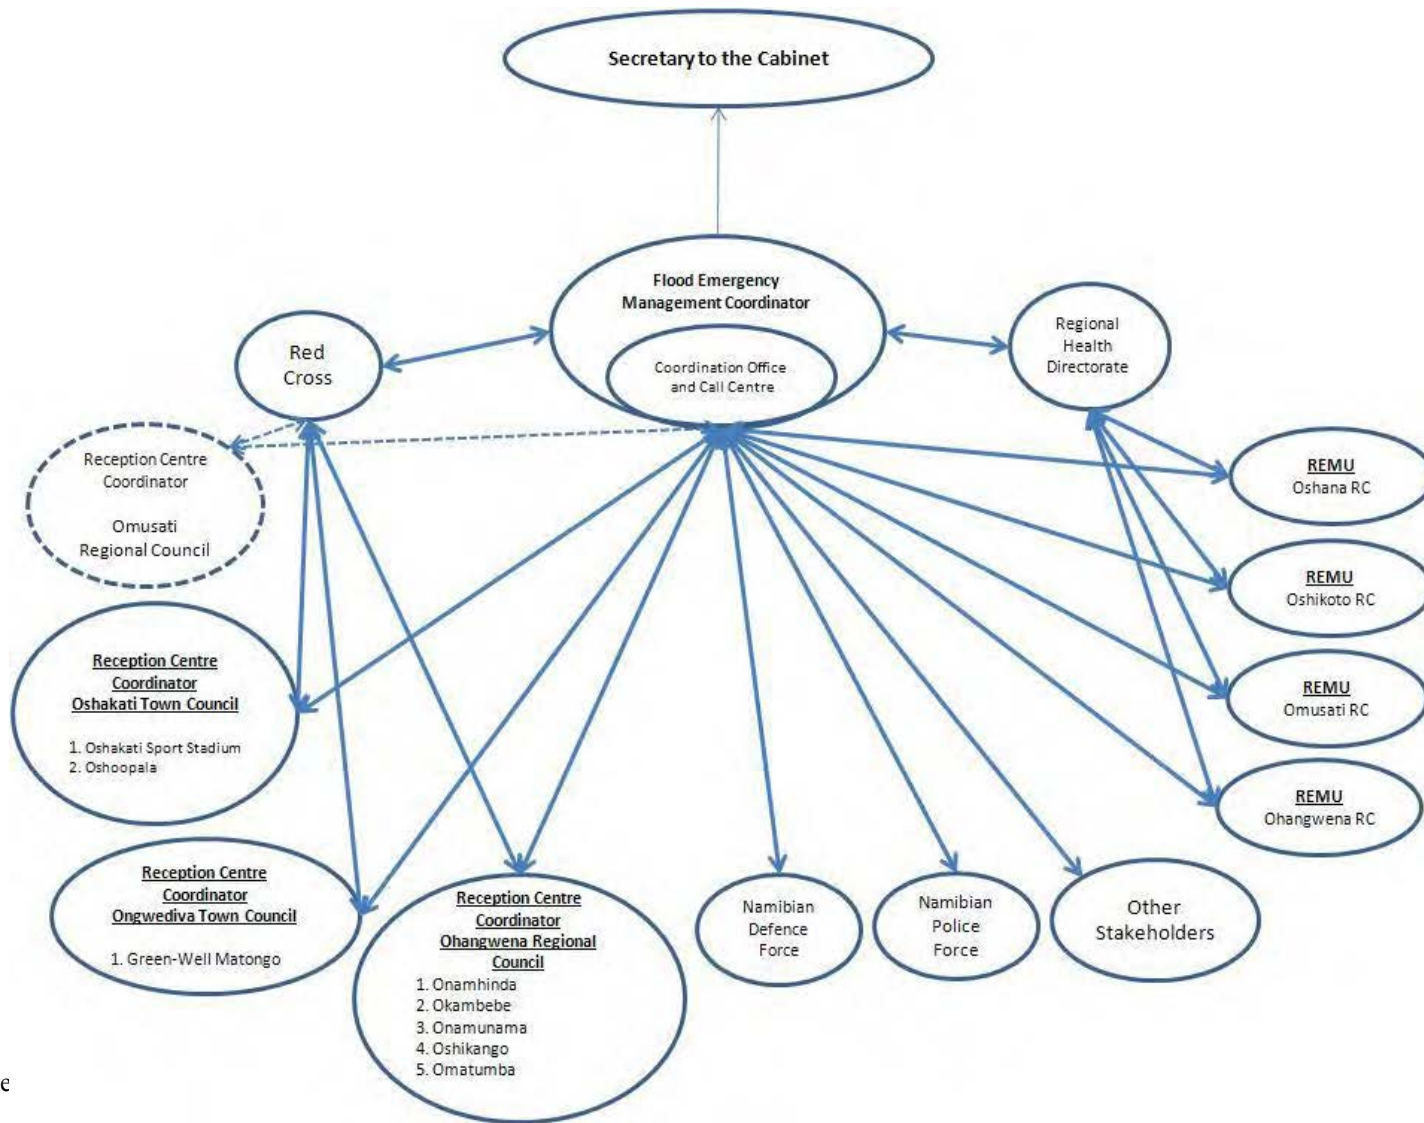 Secretary to the Cabinet
Flood Emergency
Management Coordinator
Coordination Office
and Call Centre
Red
Cross
Regional
Health
Directorate
Reception Centre
Coordinator
Omusati
Regional Council
REMU
Oshana RC
REMU
Oshikoto RC
REMU
Omusati RC
REMU
Ohangwena RC
Reception Centre
Coordinator
Oshakati Town Council
1. Oshakati Sport Stadium
2. Oshoopala
Reception Centre
Coordinator
Ongwediva Town Council
1. Green-Well Matongo
Reception Centre
Coordinator
Ohangwena Regional
Council
1. Onamhinda
2. Okambebe
3. Onamunama
4. Oshikango
5. Omatumba
Namibian
Defence
Force
Namibian
Police
Force
Other
Stakeholders
e